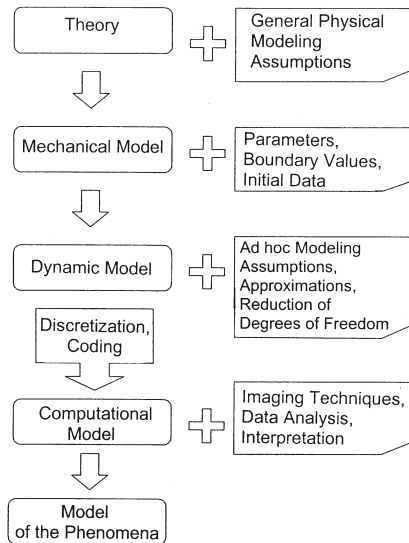 Theory
General Physical
Modeling
Assumptions
Mechanical Model
Parameters,
Boundary Values,
Initial Data
Dynamic Model
Ad hoc Modeling
Assumptions,
Approximations,
Reduction of
Degrees of Freedom
Discretization,
Coding
Computational
Model
Imaging Techniques,
Data Analysis,
Interpretation
Model
of the Phenomena